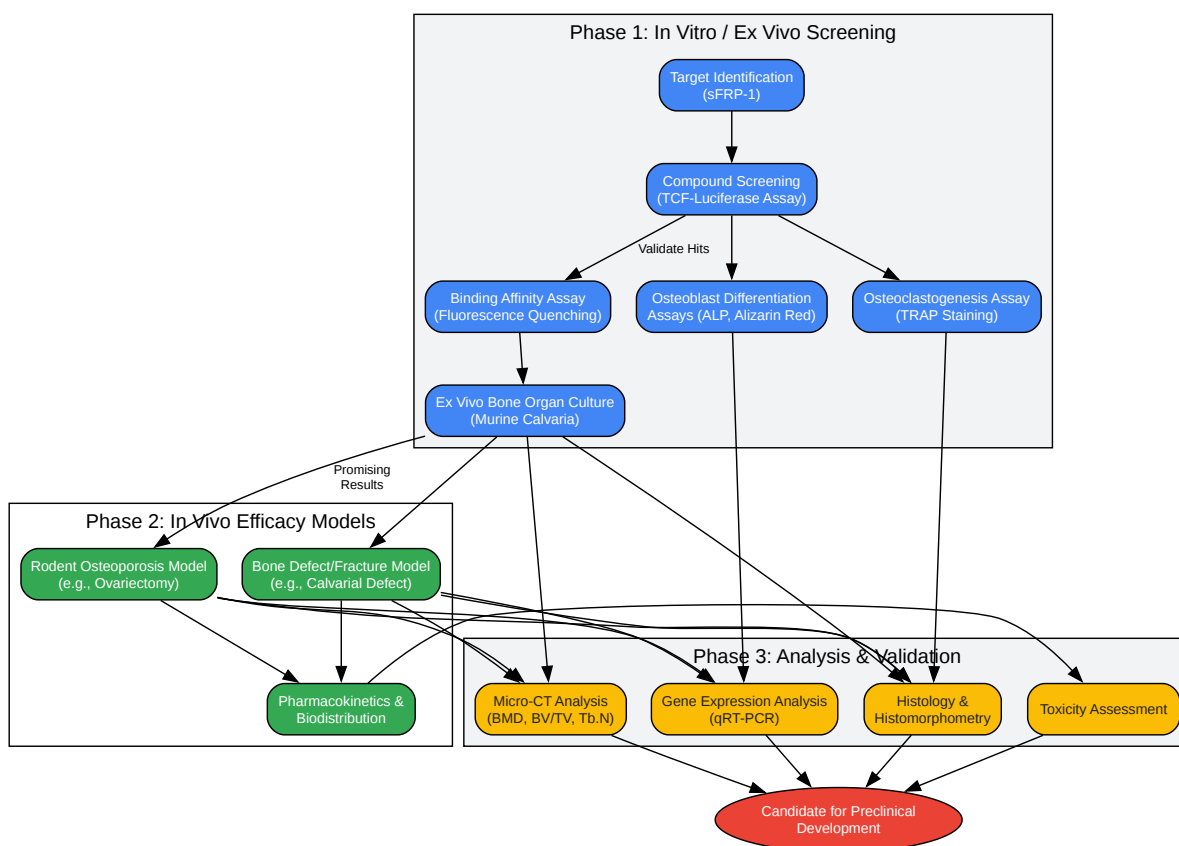 Phase 1: In Vitro / Ex Vivo Screening
Target Identification
(sFRP-1)
Compound Screening
(TCF-Luciferase Assay)
Validate Hits
Binding Affinity Assay
(Fluorescence Quenching)
Osteoblast Differentiation
Assays (ALP, Alizarin Red)
Osteoclastogenesis Assay
(TRAP Staining)
Ex Vivo Bone Organ Culture
(Murine Calvaria)
Promising
Results
Phase 2: In Vivo Efficacy Models
Rodent Osteoporosis Model
(e.g., Ovariectomy)
Bone Defect/Fracture Model
(e.g., Calvarial Defect)
Pharmacokinetics &
Biodistribution
Phase 3: Analysis & Validation
Micro-CT Analysis
(BMD, BV/TV, Tb.N)
Gene Expression Analysis
(qRT-PCR)
Histology &
Histomorphometry
Toxicity Assessment
Candidate for Preclinical
Development